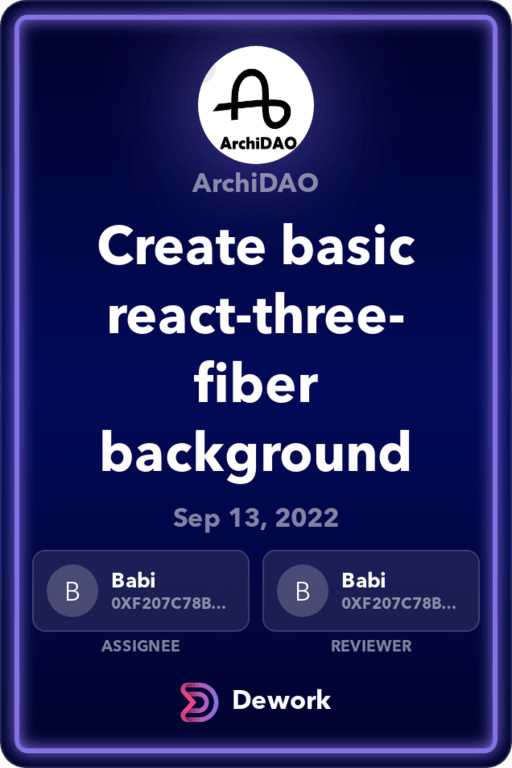 ArchiDAO
ArchiDAO
Create basic
react-three-
fiber
background
Sep 13, 2022
B
Babi
0XF207C78B...
B
Babi
0XF207C78B...
ASSIGNEE
REVIEWER
Dework